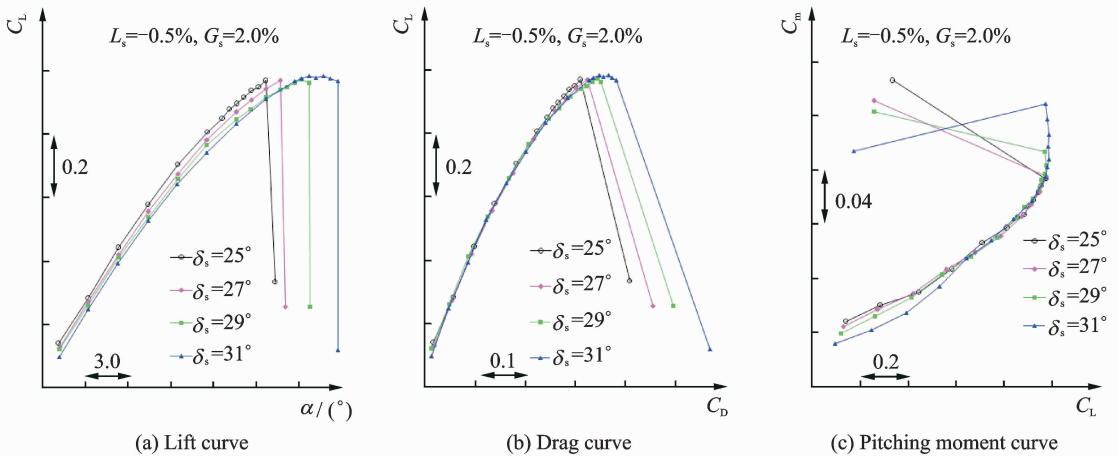 C_L
L_s=−0.5%, G_s=2.0%
0.2
δ_s=25°
δ_s=27°
δ_s=29°
δ_s=31°
3.0
α/(°)
(a) Lift curve
C_L
L_s=−0.5%, G_s=2.0%
0.2
δ_s=25°
δ_s=27°
δ_s=29°
δ_s=31°
0.1
C_D
(b) Drag curve
C_m
L_s=−0.5%, G_s=2.0%
0.04
δ_s=25°
δ_s=27°
δ_s=29°
δ_s=31°
0.2
C_L
(c) Pitching moment curve